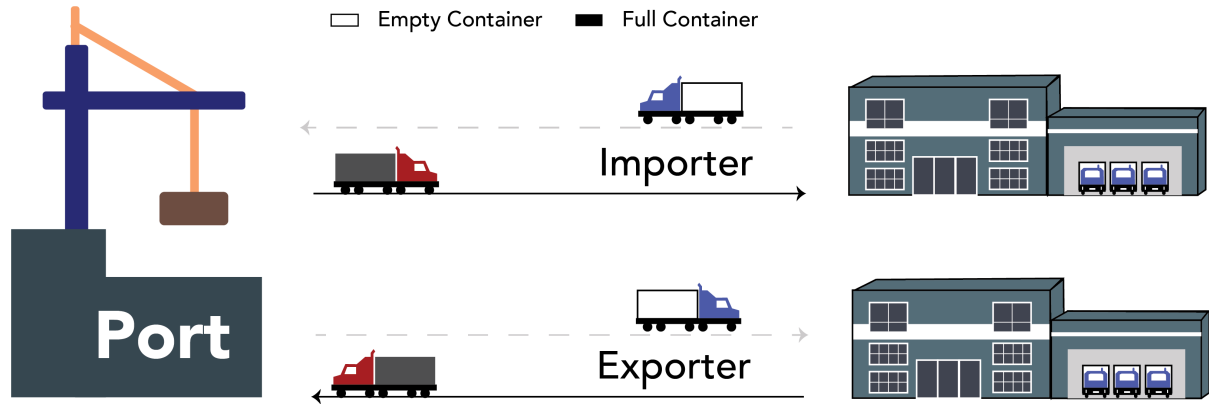 Empty Container
Full Container
Importer
Port
Exporter